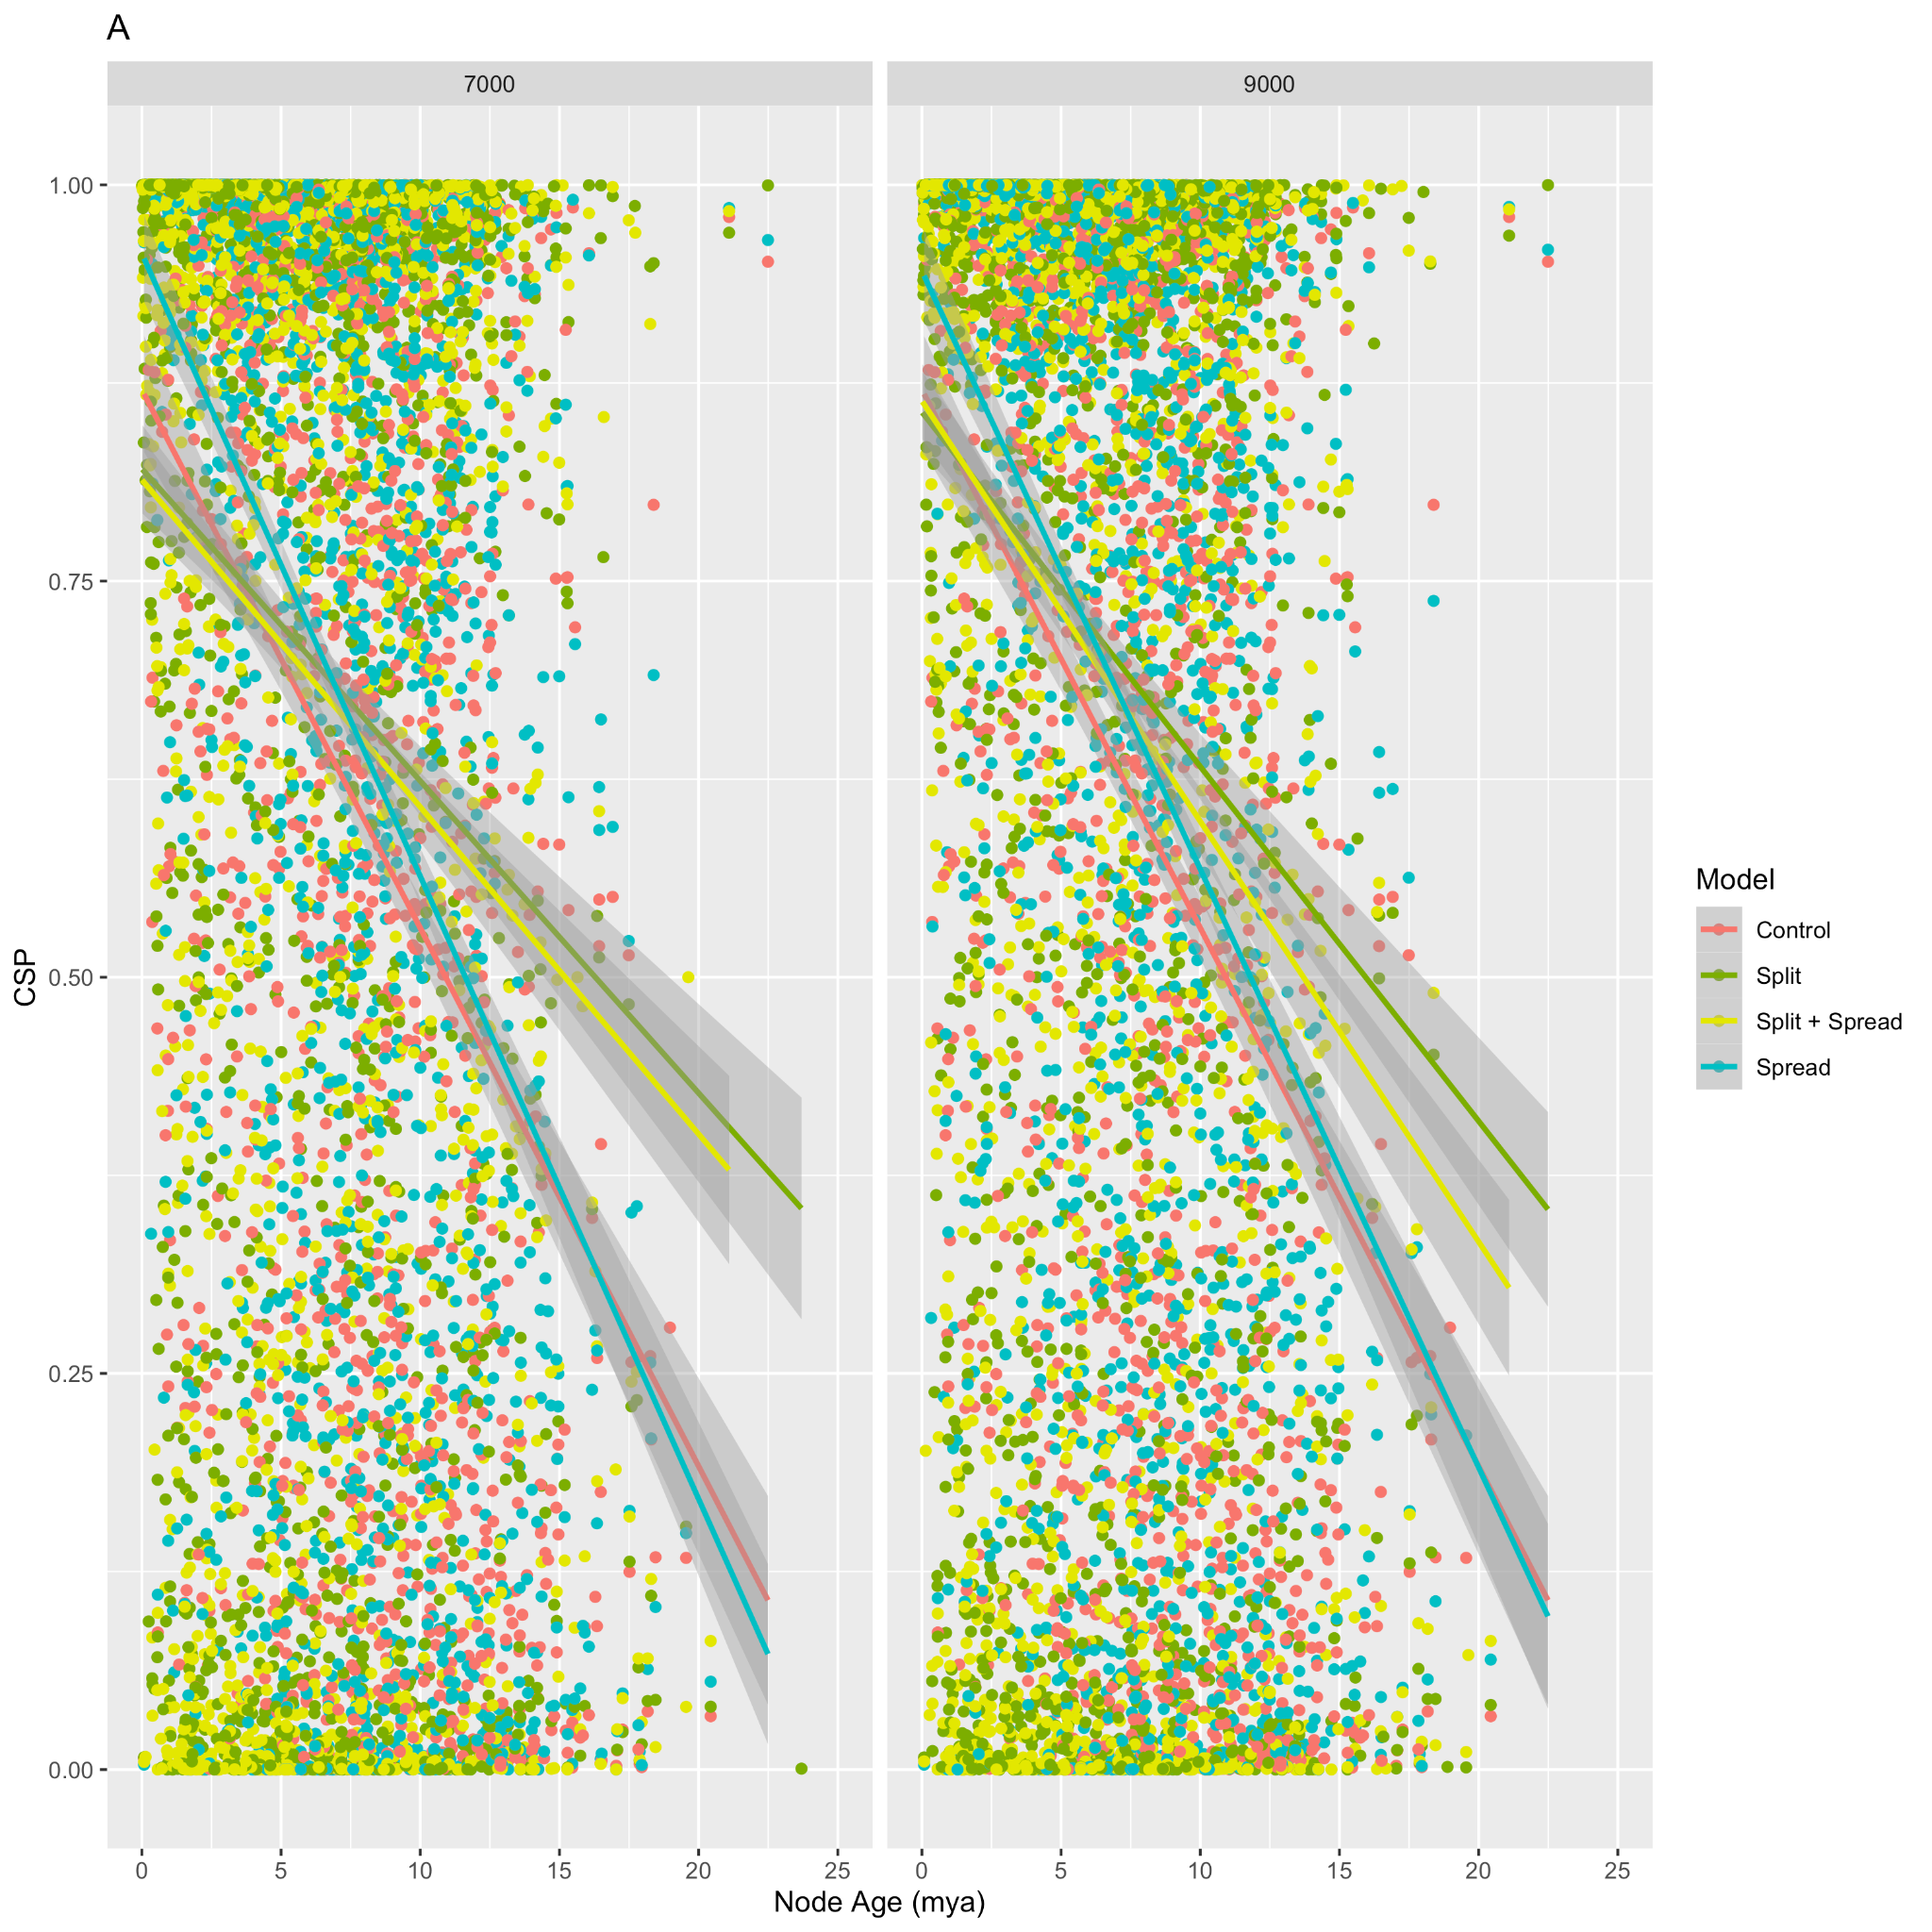 A
7000 9000
1.00
0.75
0.50
0.25
0.00
CSP
0 5 10 15 20 25 0 5 10 15 20 25
Node Age (mya)
Model
Control
Split
Split + Spread
Spread